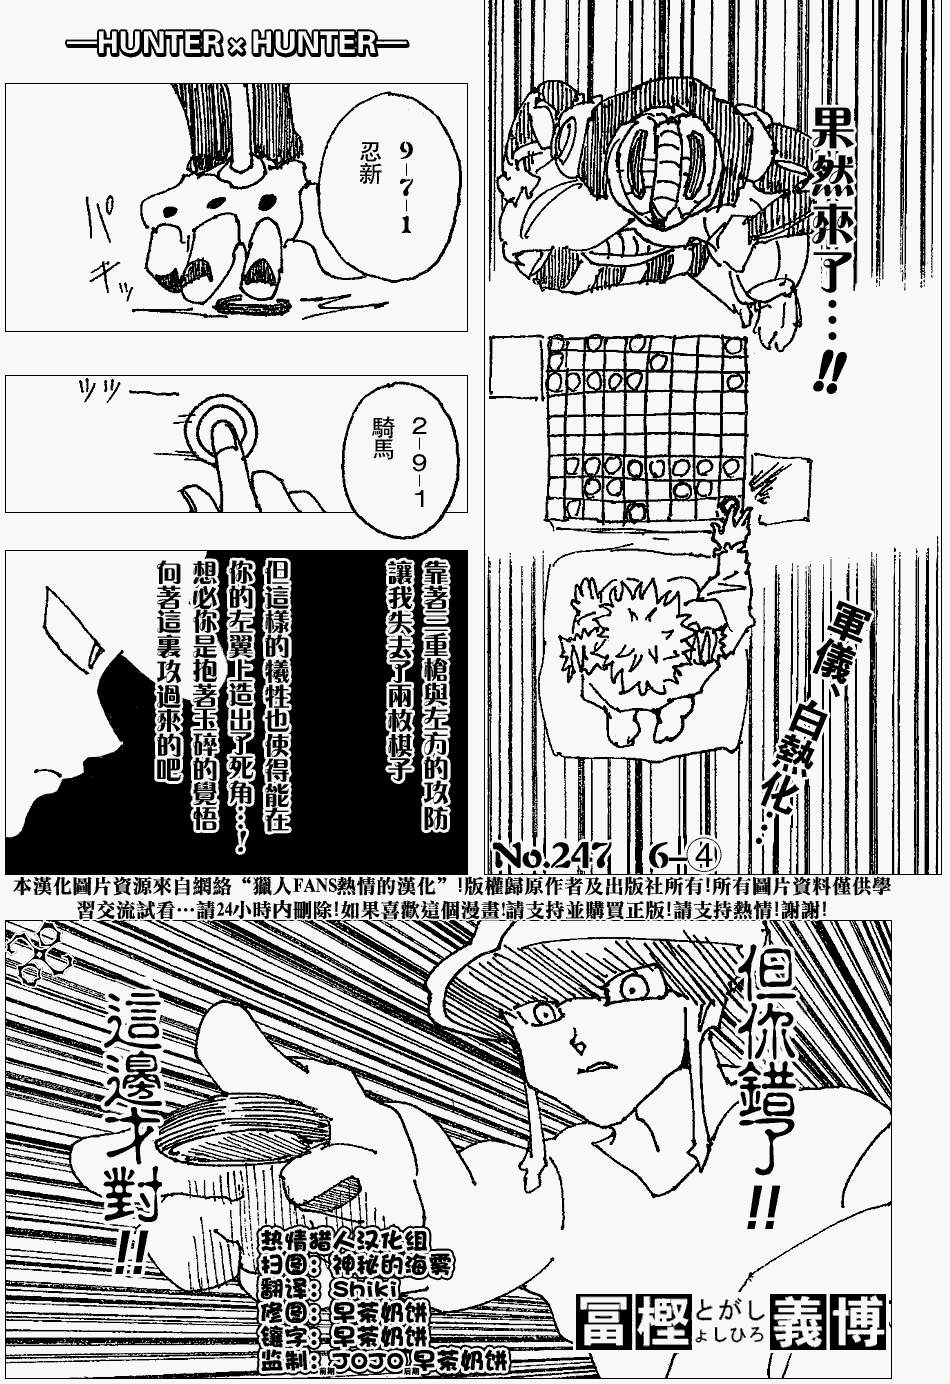 —HUNTER×HUNTER—
果然來了…!!
軍儀、
白熱化…
No.247 6-④
9-7-1
忍新
パ
キッ
2-9-1
騎馬
ツッ—
靠著三重槍與左方的攻防
讓我失去了兩枚棋子
但這樣的犧牲也使得能在
你的左翼上造出了死角…!
想必你是抱著玉碎的覺悟
向著這裏攻過來的吧
本漢化圖片資源來自網絡“獵人FANS熱情的漢化”!版權歸原作者及出版社所有!所有圖片資料僅供學
習交流試看…請24小時內刪除!如果喜歡這個漫畫!請支持並購買正版!請支持熱情!謝謝!
但你錯了!!
這邊才對!!
热情猎人汉化组
扫图:神秘的海雾
翻译:Shiki
修图:早茶奶饼
镶字:早茶奶饼
监制:前期JOJO后期早茶奶饼
冨樫義博
とがし
よしひろ